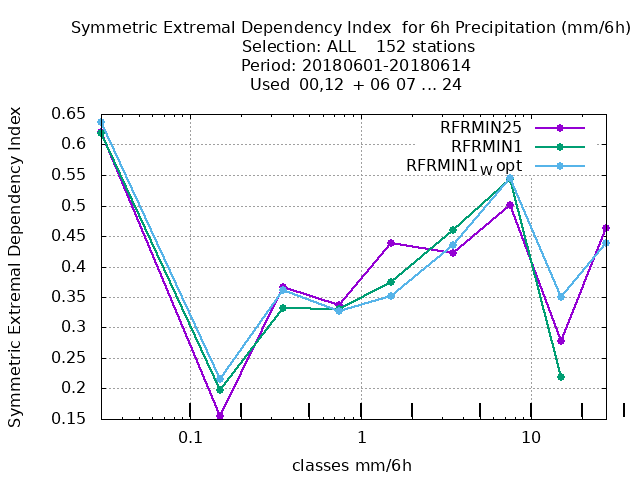 Symmetric Extremal Dependency Index  for 6h Precipitation (mm/6h)
Selection: ALL    152 stations
Period: 20180601-20180614
Used  00,12  + 06 07 ... 24
Symmetric Extremal Dependency Index
0.65
0.6
0.55
0.5
0.45
0.4
0.35
0.3
0.25
0.2
0.15
RFRMIN25
RFRMIN1
RFRMIN1W opt
0.1
1
10
classes mm/6h